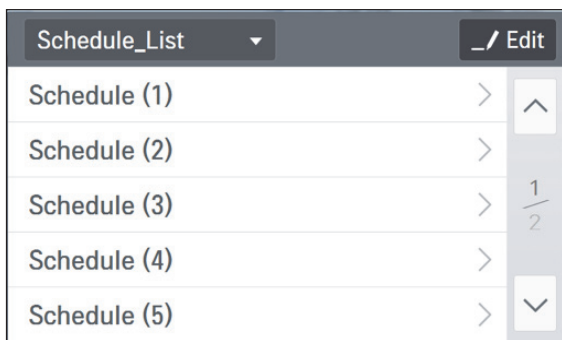 Schedule_List
Edit
Schedule (1)
Schedule (2)
Schedule (3)
Schedule (4)
Schedule (5)
1
2